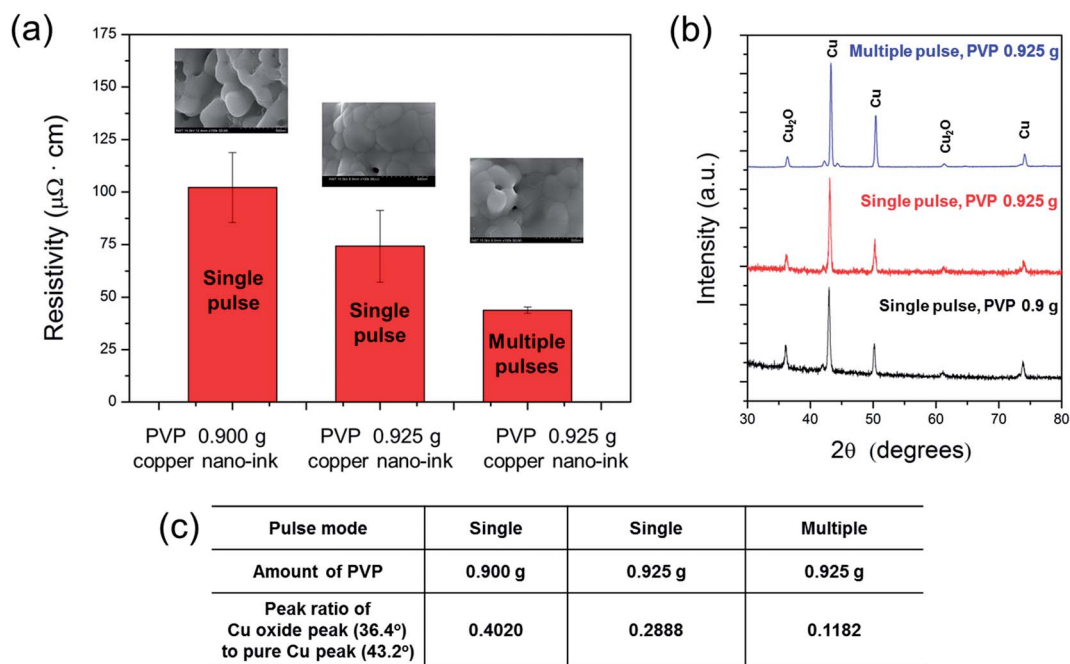 (a)
175
150
125
100
75
50
25
0
Resistivity (μΩ · cm)
Single
pulse
Single
pulse
Multiple
pulses
PVP 0.900 g
copper nano-ink
PVP 0.925 g
copper nano-ink
PVP 0.925 g
copper nano-ink
(b)
Intensity (a.u.)
Multiple pulse, PVP 0.925 g
Cu₂O
Cu
Cu
Cu₂O
Cu
Single pulse, PVP 0.925 g
Single pulse, PVP 0.9 g
30 40 50 60 70 80
2θ (degrees)
(c)
Pulse mode Single Single Multiple
Amount of PVP 0.900 g 0.925 g 0.925 g
Peak ratio of
Cu oxide peak (36.4º)
to pure Cu peak (43.2º)
0.4020 0.2888 0.1182